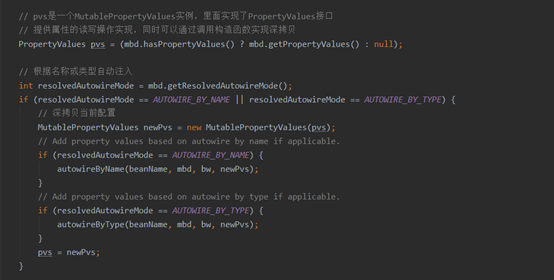 // pvs是一个MutablePropertyValues实例，里面实现了PropertyValues接口
// 提供属性的读写操作实现，同时可以通过调用构造函数实现深拷贝
PropertyValues pvs = (mbd.hasPropertyValues() ? mbd.getPropertyValues() : null);
// 根据名称或类型自动注入
int resolvedAutowireMode = mbd.getResolvedAutowireMode();
if (resolvedAutowireMode == AUTOWIRE_BY_NAME || resolvedAutowireMode == AUTOWIRE_BY_TYPE) {
// 深拷贝当前配置
MutablePropertyValues newPvs = new MutablePropertyValues(pvs);
// Add property values based on autowire by name if applicable.
if (resolvedAutowireMode == AUTOWIRE_BY_NAME) {
autowireByName(beanName, mbd, bw, newPvs);
}
// Add property values based on autowire by type if applicable.
if (resolvedAutowireMode == AUTOWIRE_BY_TYPE) {
autowireByType(beanName, mbd, bw, newPvs);
}
pvs = newPvs;
}